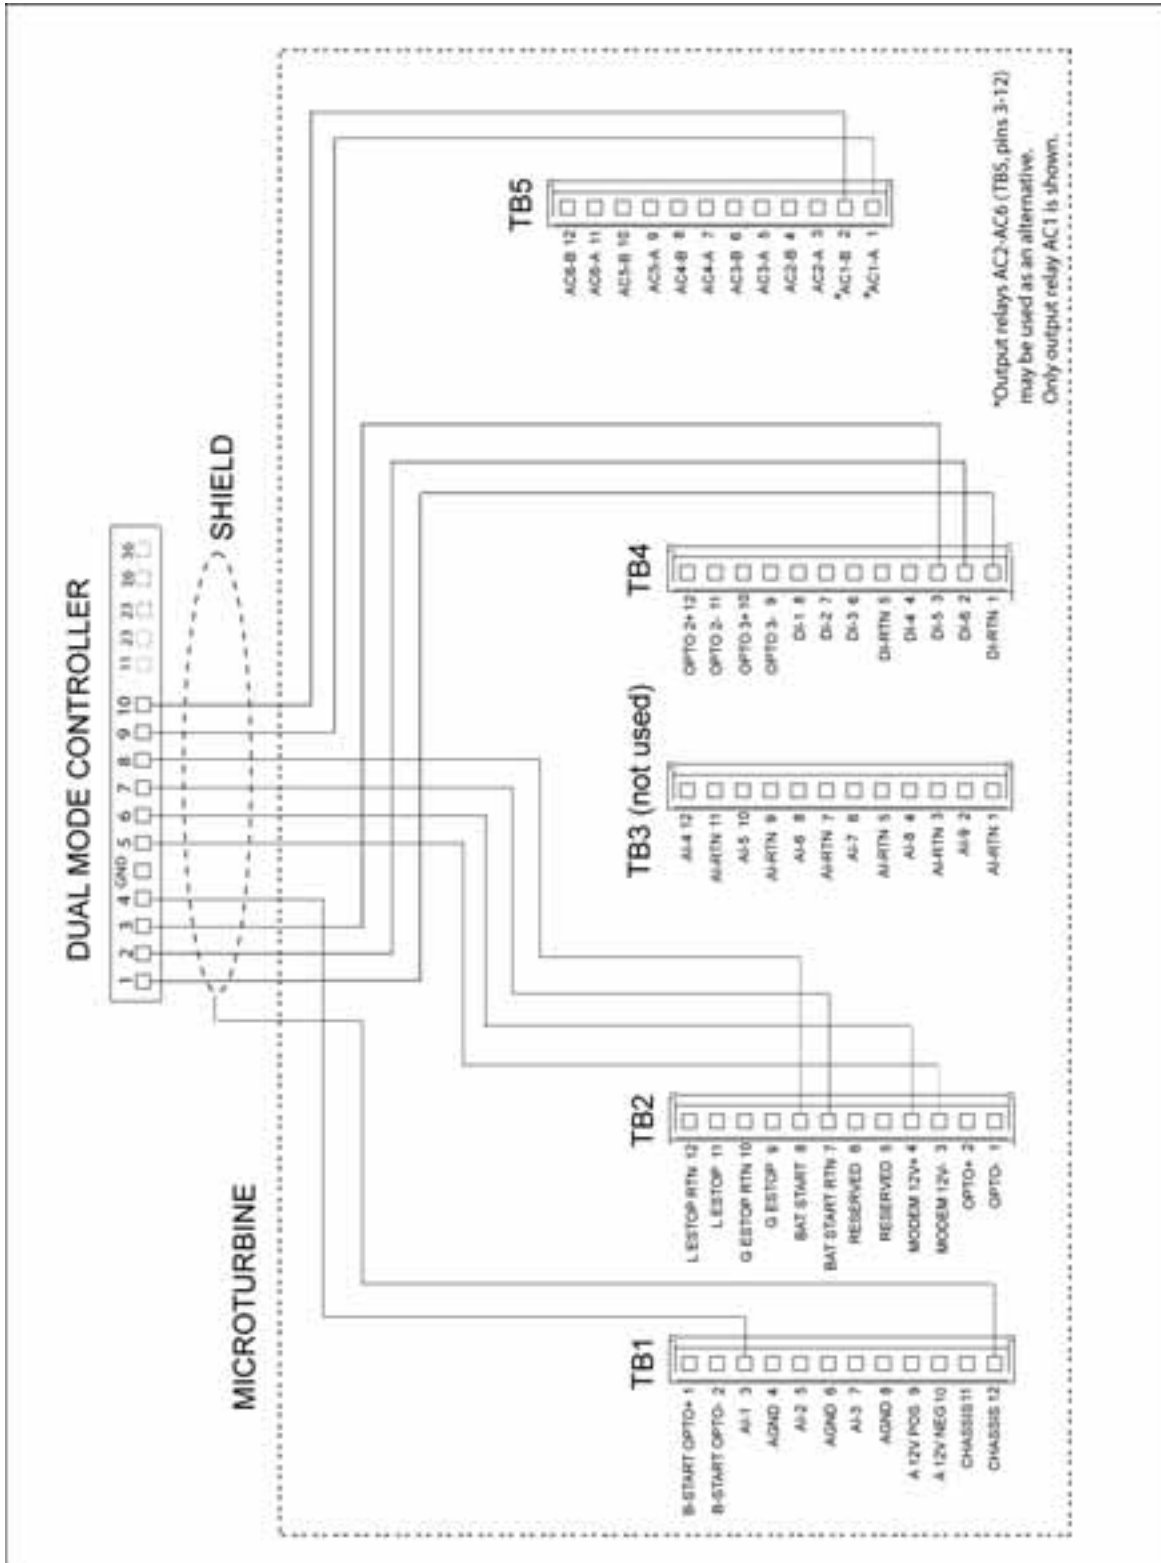 DUAL MODE CONTROLLER
1 2 3 4 GND 5 6 7 8 9 10 11 23 23
SHIELD
MICROTURBINE
TB1
B-START OPTO+ 1
B-START OPTO- 2
AI-1 3
AGND 4
AI-2 5
AGND 6
AI-3 7
AGND 8
A 12V POS 9
A 12V NEG 10
CHASSIS 11
CHASSIS 12
TB2
L ESTOP RTN 12
L ESTOP 11
G ESTOP RTN 10
G ESTOP 9
BAT START 8
BAT START RTN 7
RESERVED 6
RESERVED 5
MODEM 12V+ 4
MODEM 12V- 3
OPTO+ 2
OPTO- 1
TB3 (not used)
AI-4 12
AI-RTN 11
AI-5 10
AI-RTN 9
AI-6 8
AI-RTN 7
AI-7 6
AI-RTN 5
AI-8 4
AI-RTN 3
AI-9 2
AI-RTN 1
TB4
OPTO 2+ 12
OPTO 2- 11
OPTO 3+ 10
OPTO 3- 9
DI-1 8
DI-2 7
DI-3 6
DI-RTN 5
DI-4 4
DI-5 3
DI-6 2
DI-RTN 1
TB5
AC6-B 12
AC6-A 11
AC5-B 10
AC5-A 9
AC4-B 8
AC4-A 7
AC3-B 6
AC3-A 5
AC2-B 4
AC2-A 3
*AC1-B 2
*AC1-A 1
*Output relays AC2-AC6 (TB5, pins 3-12)
may be used as an alternative.
Only output relay AC1 is shown.